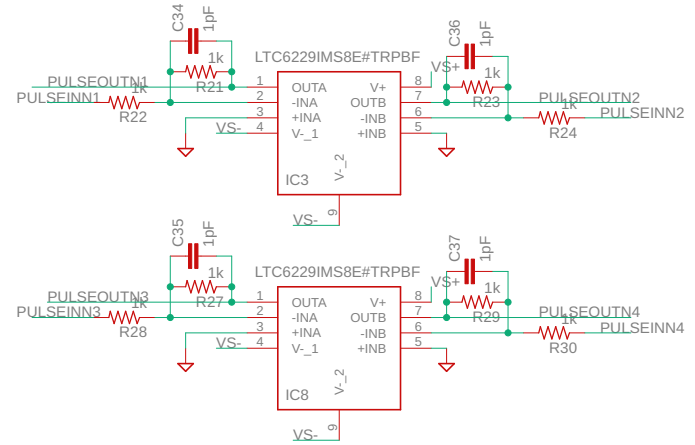 C34
1pF
C36
1pF
LTC6229IMS8E#TRPBF
VS+
1k
R21
1k
R23
PULSEOUTN1
1k
PULSEINN1
R22
1 OUTA V+ 8
2 -INA OUTB 7
3 +INA -INB 6
4 V-_1 +INB 5
VS-
V-_2
IC3
9
VS-
PULSEOUTN2
1k
PULSEINN2
R24
C35
1pF
C37
1pF
LTC6229IMS8E#TRPBF
VS+
1k
R27
1k
R29
PULSEOUTN3
1k
PULSEINN3
R28
1 OUTA V+ 8
2 -INA OUTB 7
3 +INA -INB 6
4 V-_1 +INB 5
VS-
V-_2
IC8
9
VS-
PULSEOUTN4
1k
PULSEINN4
R30